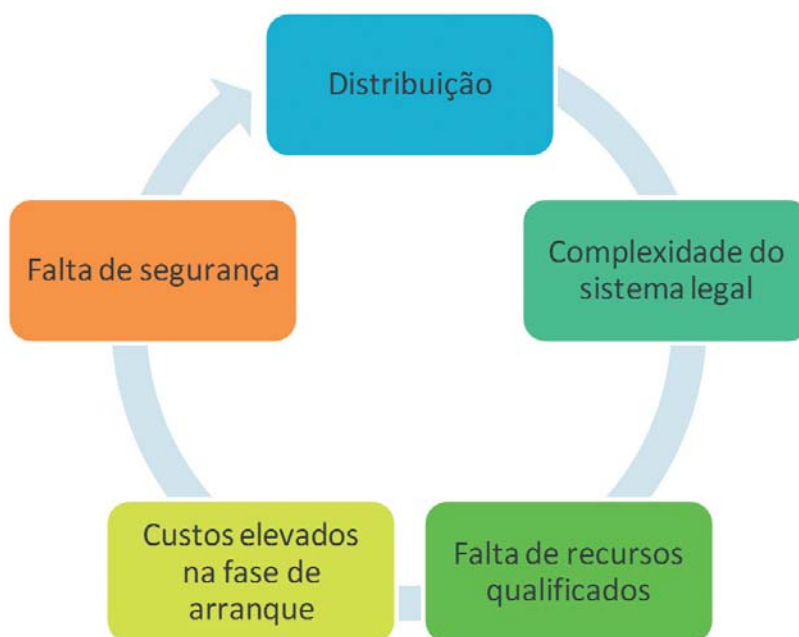 Distribuição
Complexidade do
sistema legal
Falta de recursos
qualificados
Custos elevados
na fase de
arranque
Falta de segurança